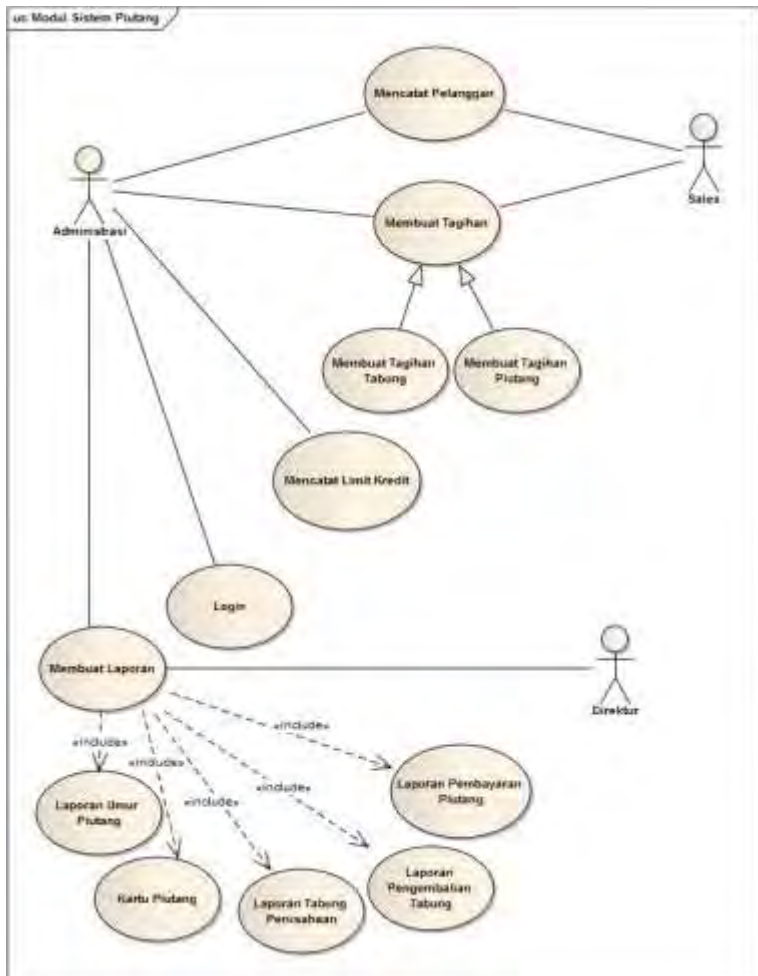 uc Modul Sistem Piutang
Mencatat Pelanggan
Administrasi
Sales
Membuat Tagihan
Membuat Tagihan
Tabung
Membuat Tagihan
Piutang
Mencatat Limit Kredit
Login
Membuat Laporan
Direktur
«include»
«include»
«include»
«include»
«include»
Laporan Pembayaran
Piutang
Laporan Umur
Piutang
Kartu Piutang
Laporan Tabung
Perusahaan
Laporan
Pengembalian
Tabung